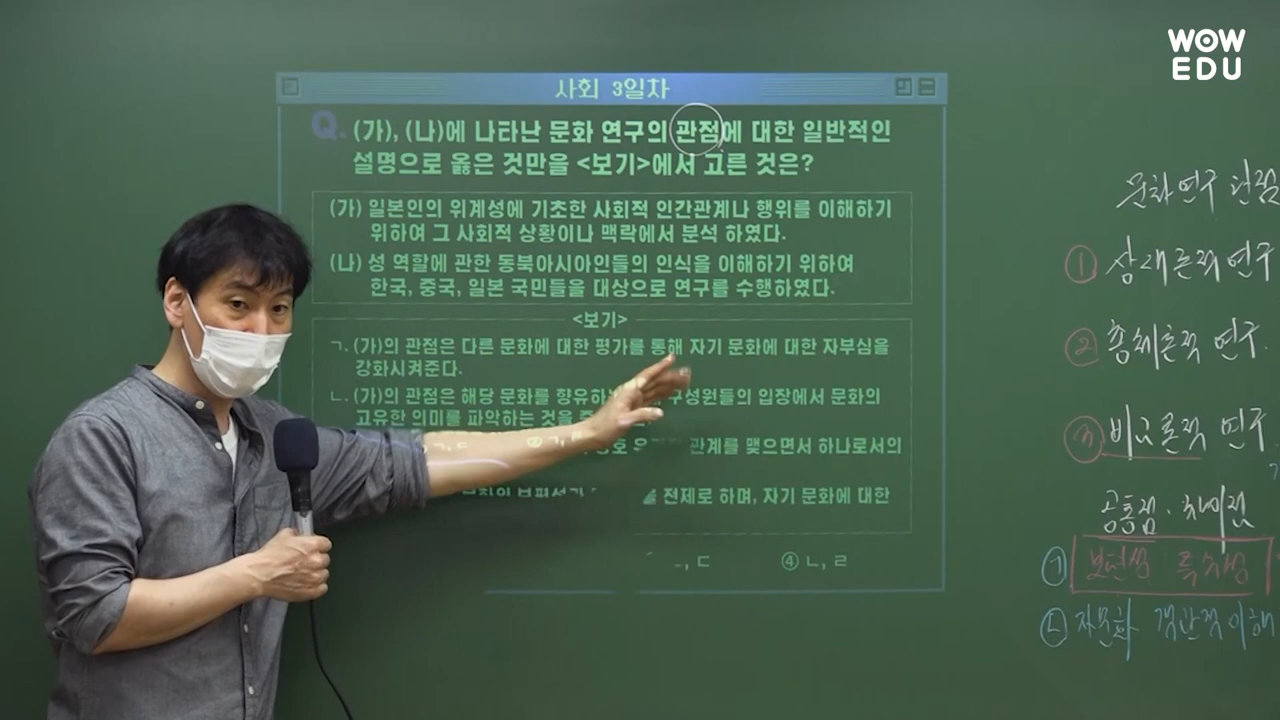 WOW
EDU
사회 3일차
Q. (가), (나)에 나타난 문화 연구의 관점에 대한 일반적인
설명으로 옳은 것만을 <보기>에서 고른 것은?
(가) 일본인의 위계성에 기초한 사회적 인간관계나 행위를 이해하기
위하여 그 사회적 상황이나 맥락에서 분석 하였다.
(나) 성 역할에 관한 동북아시아인들의 인식을 이해하기 위하여
한국, 중국, 일본 국민들을 대상으로 연구를 수행하였다.
<보기>
ㄱ. (가)의 관점은 다른 문화에 대한 평가를 통해 자기 문화에 대한 자부심을
강화시켜준다.
ㄴ. (가)의 관점은 해당 문화를 구성원들의 입장에서 문화의
고유한 의미를 파악하는 것을
관계를 맺으면서 하나로서의
전제로 하며, 자기 문화에 대한
ㄷ ④ ㄴ, ㄹ
문화 연구 관점
① 상대론적 연구
② 총체론적 연구.
③ 비교론적 연구
공통점 · 차이점
㉠ 보편성 특수성
㉡ 자문화 객관적 이해